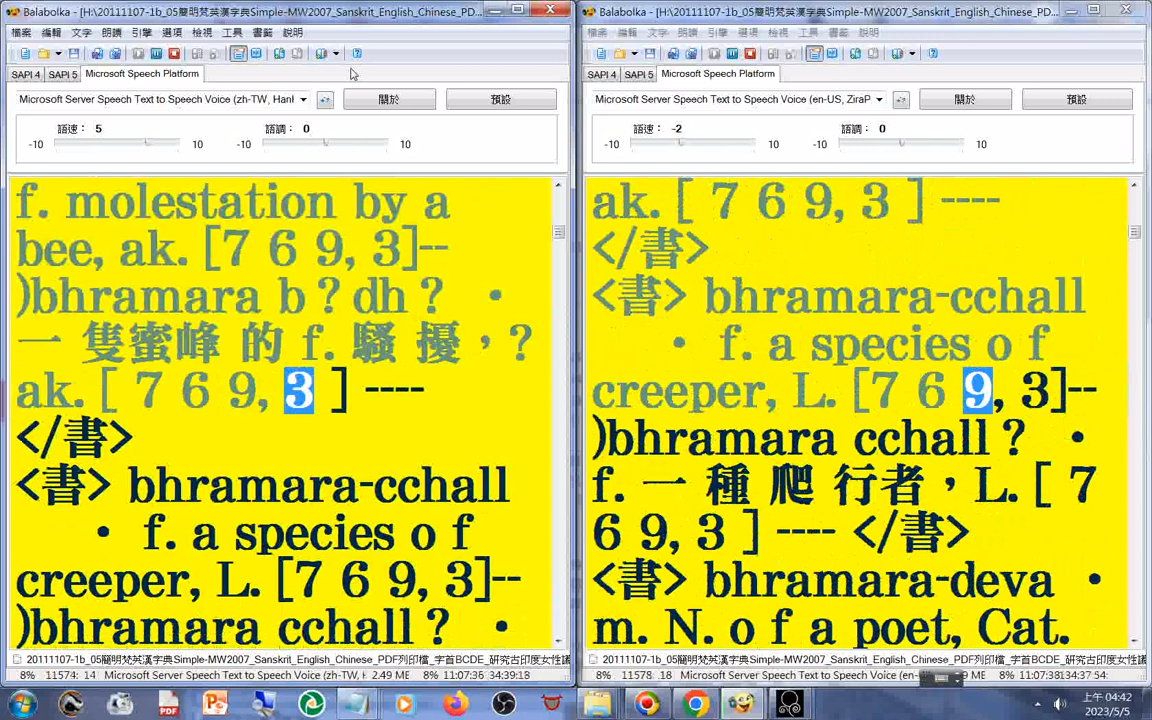 Balabolka - [H:\20111107-1b_05簡明梵英漢字典Simple-MW2007_Sanskrit_English_Chinese_PD...
檔案 編輯 文字 朗讀 引擎 選項 檢視 工具 書籤 說明
SAPI 4 SAPI 5 Microsoft Speech Platform
Microsoft Server Speech Text to Speech Voice (zh-TW, Hanl
關於 預設
語速： 5 語調： 0
-10 10 -10 10
f. molestation by a
bee, ak. [7 6 9, 3]--
)bhramara b？dh？ •
一 隻蜜蜂 的 f. 騷 擾，?
ak. [ 7 6 9, 3 ] ----
</書>
<書> bhramara-cchall
• f. a species o f
creeper, L. [7 6 9, 3]--
)bhramara cchall？ •
20111107-1b_05簡明梵英漢字典Simple-MW2007_Sanskrit_English_Chinese_PDF列印檔_字首BCDE_研究古印度女性議
8% 11574: 14 Microsoft Server Speech Text to Speech Voice (zh-TW, H 2.49 ME 8% 11:07:36 34:39:18
Balabolka - [H:\20111107-1b_05簡明梵英漢字典Simple-MW2007_Sanskrit_English_Chinese_PD...
檔案 編輯 文字 朗讀 引擎 選項 檢視 工具 書籤 說明
SAPI 4 SAPI 5 Microsoft Speech Platform
Microsoft Server Speech Text to Speech Voice (en-US, ZiraP
關於 預設
語速： -2 語調： 0
-10 10 -10 10
ak. [ 7 6 9, 3 ] ----
</書>
<書> bhramara-cchall
• f. a species o f
creeper, L. [7 6 9, 3]--
)bhramara cchall？ •
f. 一 種 爬 行者，L. [ 7
6 9, 3 ] ---- </書>
<書> bhramara-deva •
m. N. o f a poet, Cat.
20111107-1b_05簡明梵英漢字典Simple-MW2007_Sanskrit_English_Chinese_PDF列印檔_字首BCDE_研究古印度女性議
8% 11578: 18 Microsoft Server Speech Text to Speech Voice (en-U ME 8% 11:07:38
PDF
上午 04:42
2023/5/5